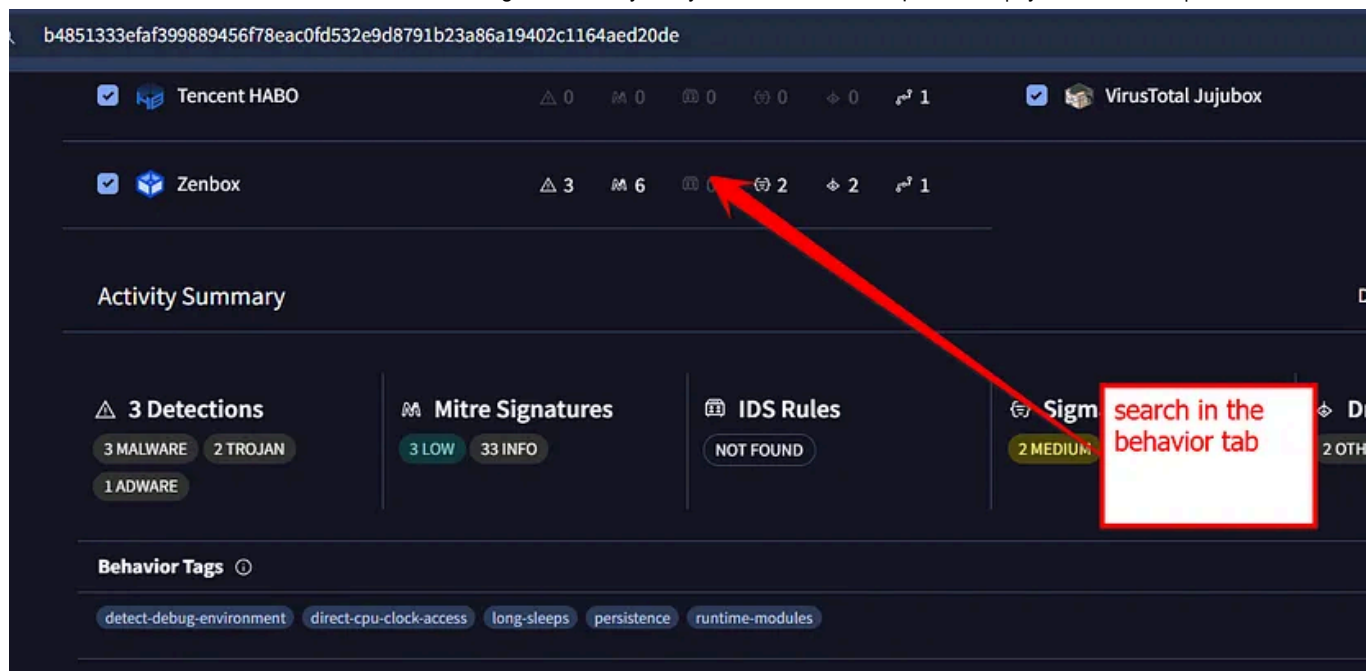 b4851333efaf399889456f78eac0fd532e9d8791b23a86a19402c1164aed20de
Tencent HABO 0 0 0 0 0 1 VirusTotal Jujubox
Zenbox 3 6 0 2 2 1
Activity Summary
3 Detections Mitre Signatures IDS Rules
3 MALWARE 2 TROJAN 3 LOW 33 INFO NOT FOUND 2 MEDIUM
1 ADWARE
search in the
behavior tab
Behavior Tags
detect-debug-environment direct-cpu-clock-access long-sleeps persistence runtime-modules